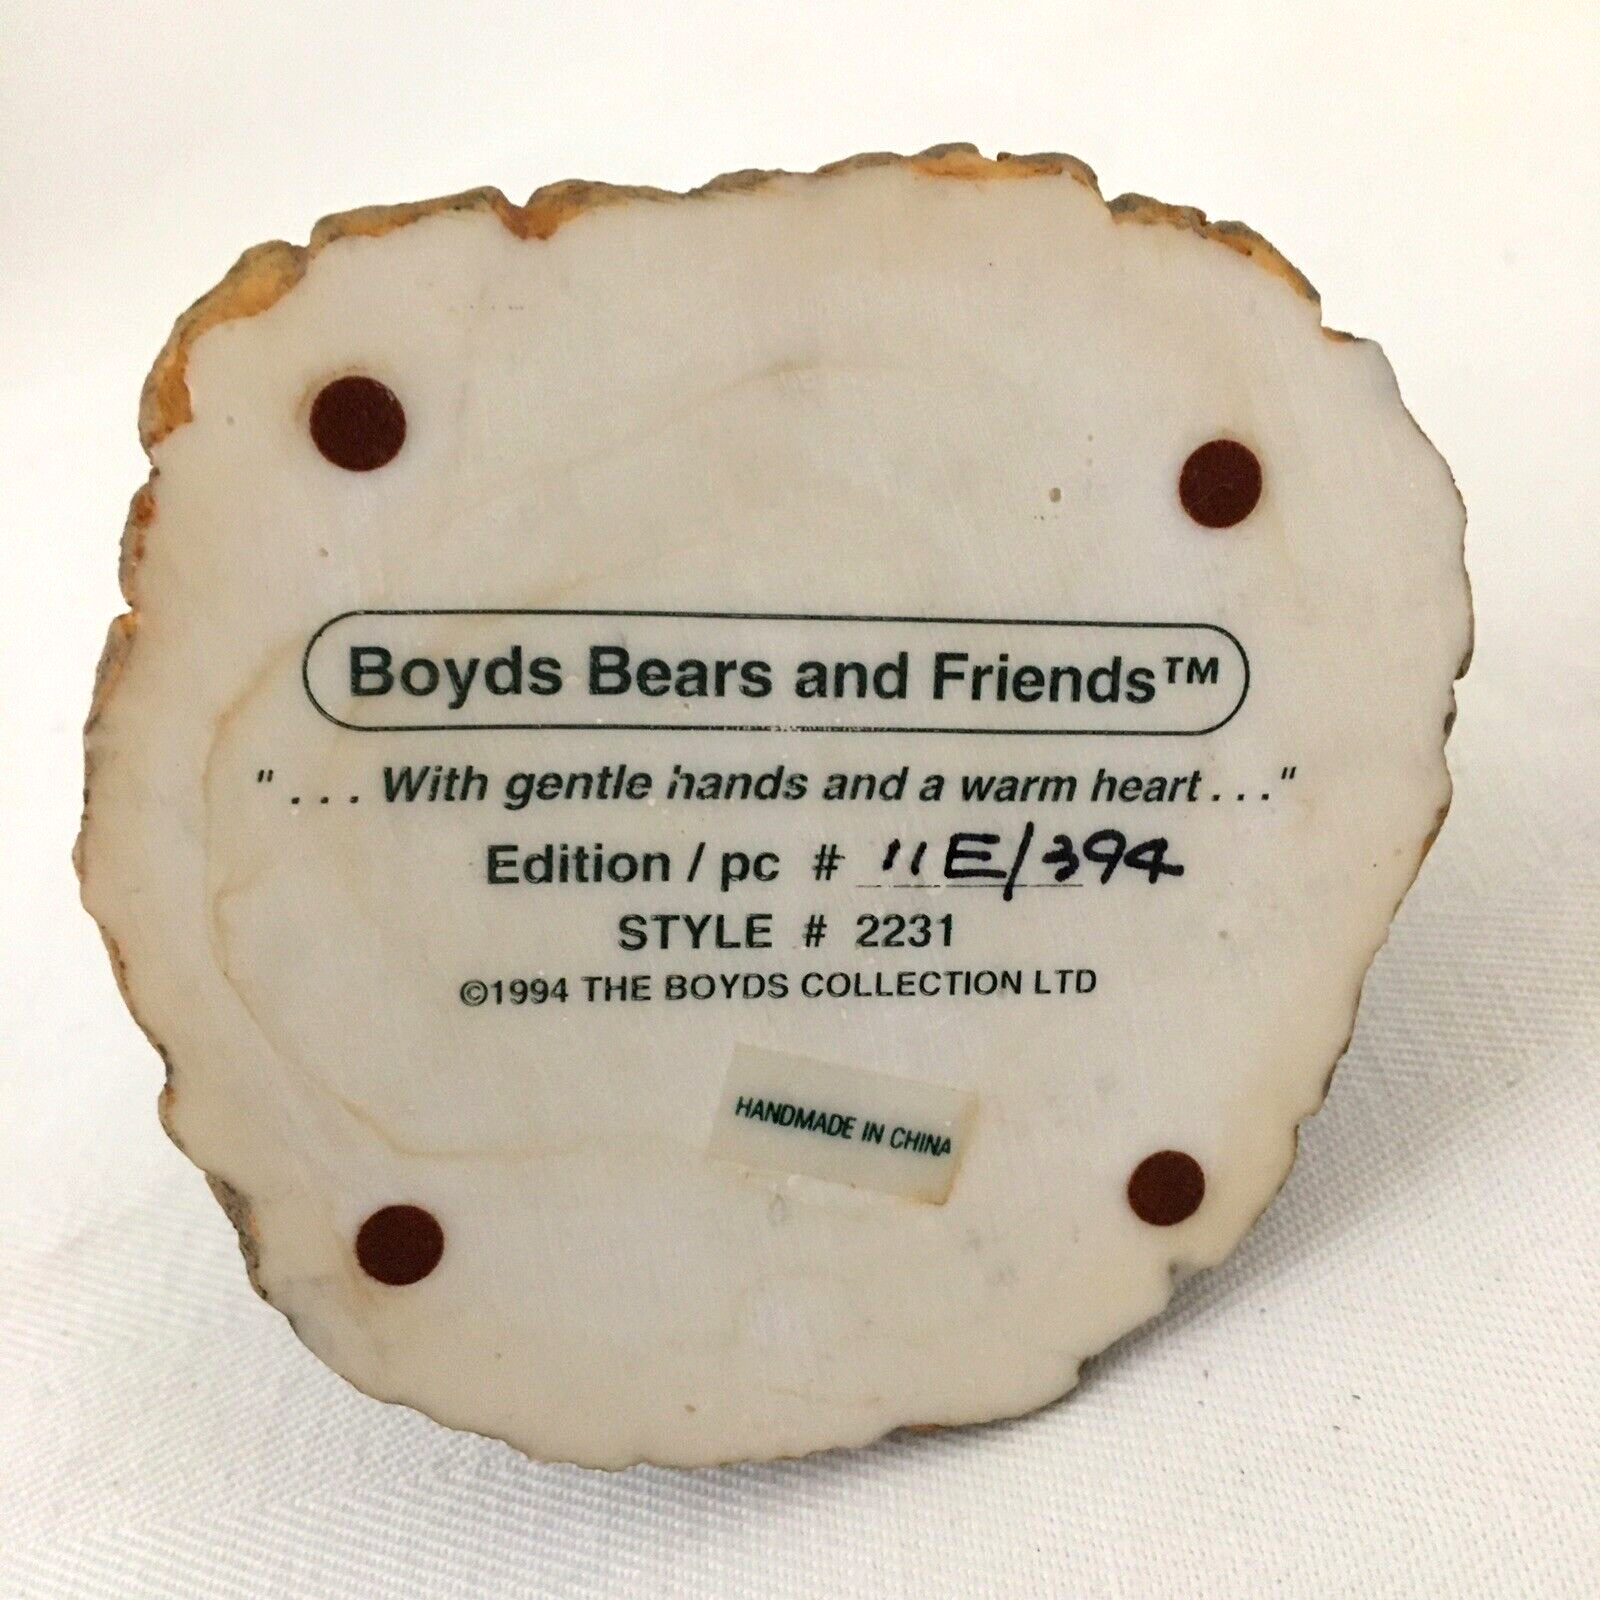 Boyds Bears and Friends™
"... With gentle hands and a warm heart ..."
Edition / pc # 11E/394
STYLE # 2231
©1994 THE BOYDS COLLECTION LTD
HANDMADE IN CHINA